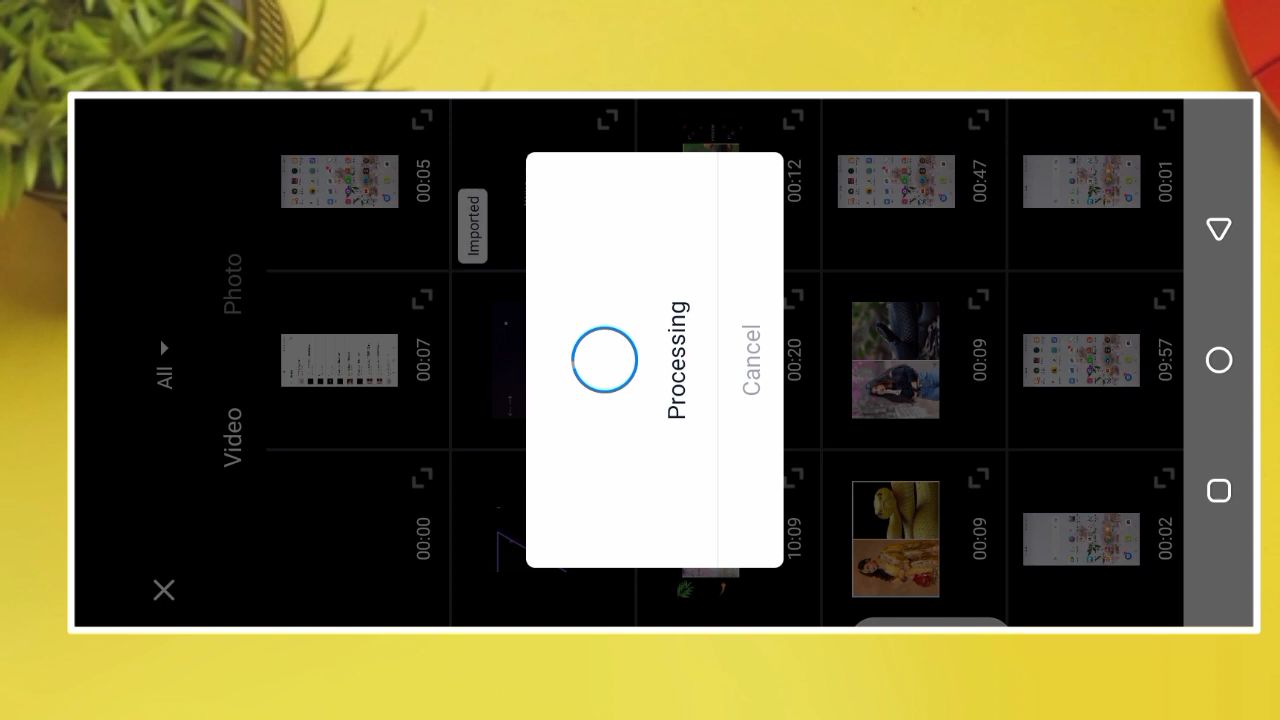 All
Video Photo
00:00 00:07 00:05
Imported
Processing
Cancel
10:09 00:20 00:12
00:09 00:09 00:47
00:02 09:57 00:01